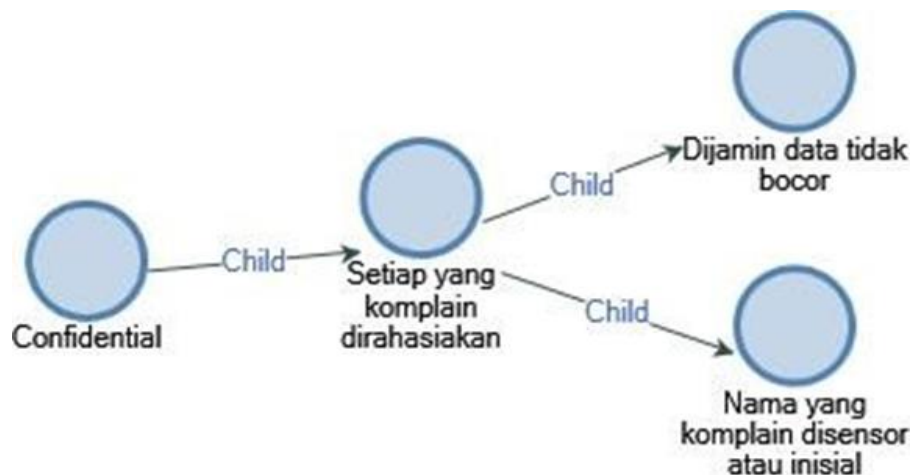 Dijamin data tidak
bocor
Child
Child
Setiap yang
komplain
dirahasiakan
Confidential
Child
Nama yang
komplain disensor
atau inisial